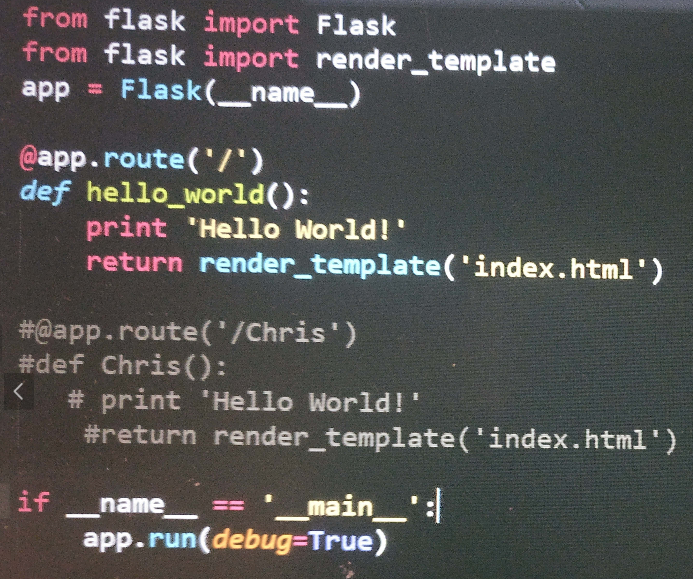 from flask import Flask
from flask import render_template
app = Flask(__name__)
@app.route('/')
def hello_world():
    print 'Hello World!'
    return render_template('index.html')
#@app.route('/Chris')
#def Chris():
   # print 'Hello World!'
    #return render_template('index.html')
if __name__ == '__main__':
    app.run(debug=True)